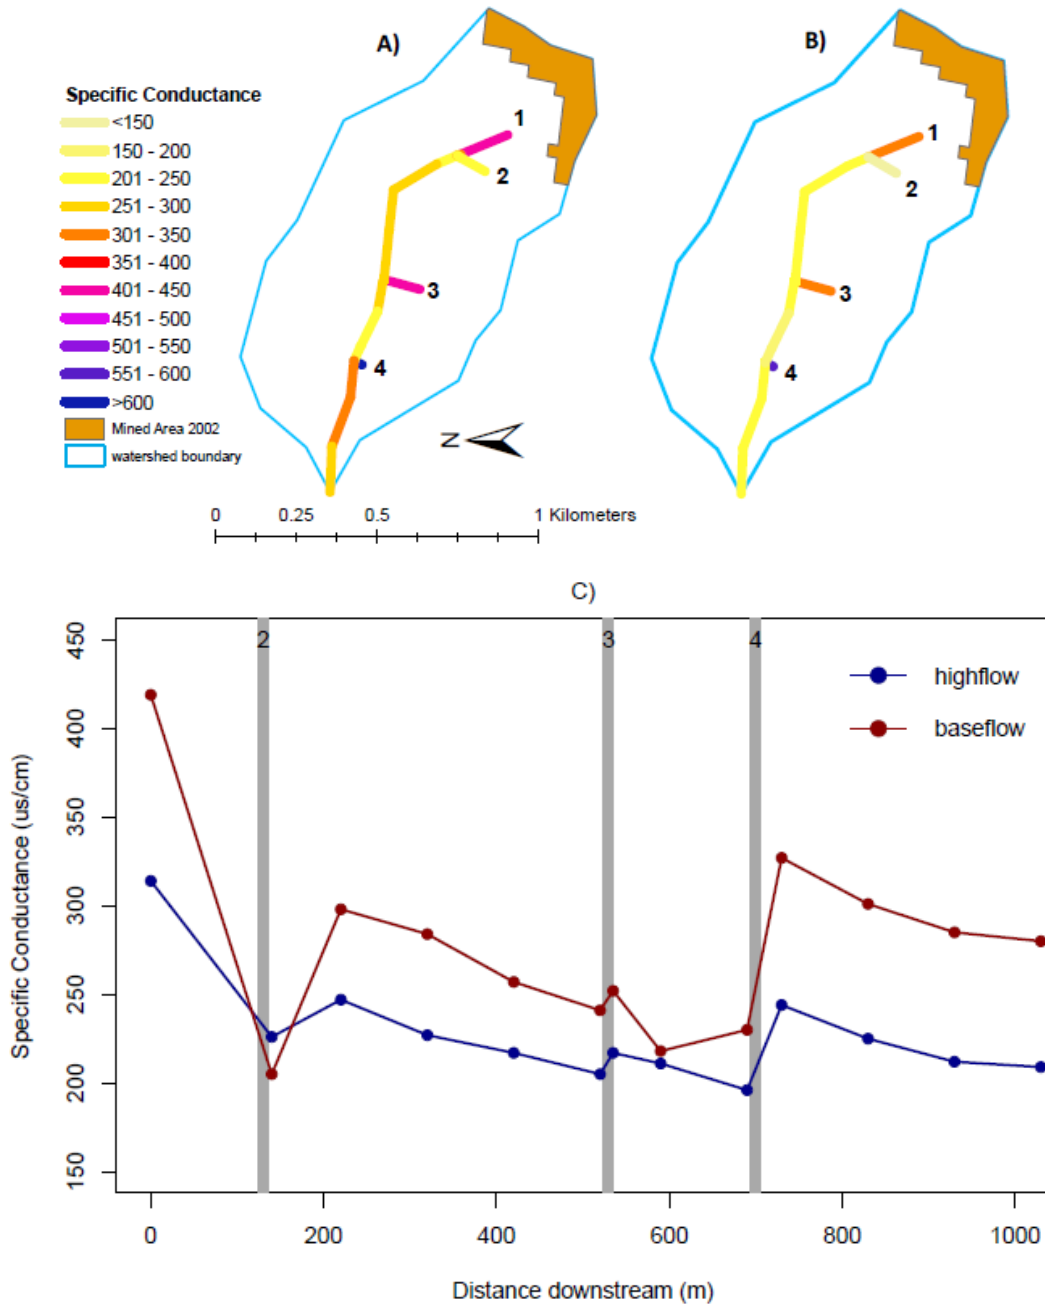 A)
B)
Specific Conductance
<150
150 - 200
201 - 250
251 - 300
301 - 350
351 - 400
401 - 450
451 - 500
501 - 550
551 - 600
>600
Mined Area 2002
watershed boundary
1
2
3
4
1
2
3
4
N
0 0.25 0.5 1 Kilometers
C)
2 3 4
highflow
baseflow
450
400
350
300
250
200
150
Specific Conductance (us/cm)
0 200 400 600 800 1000
Distance downstream (m)